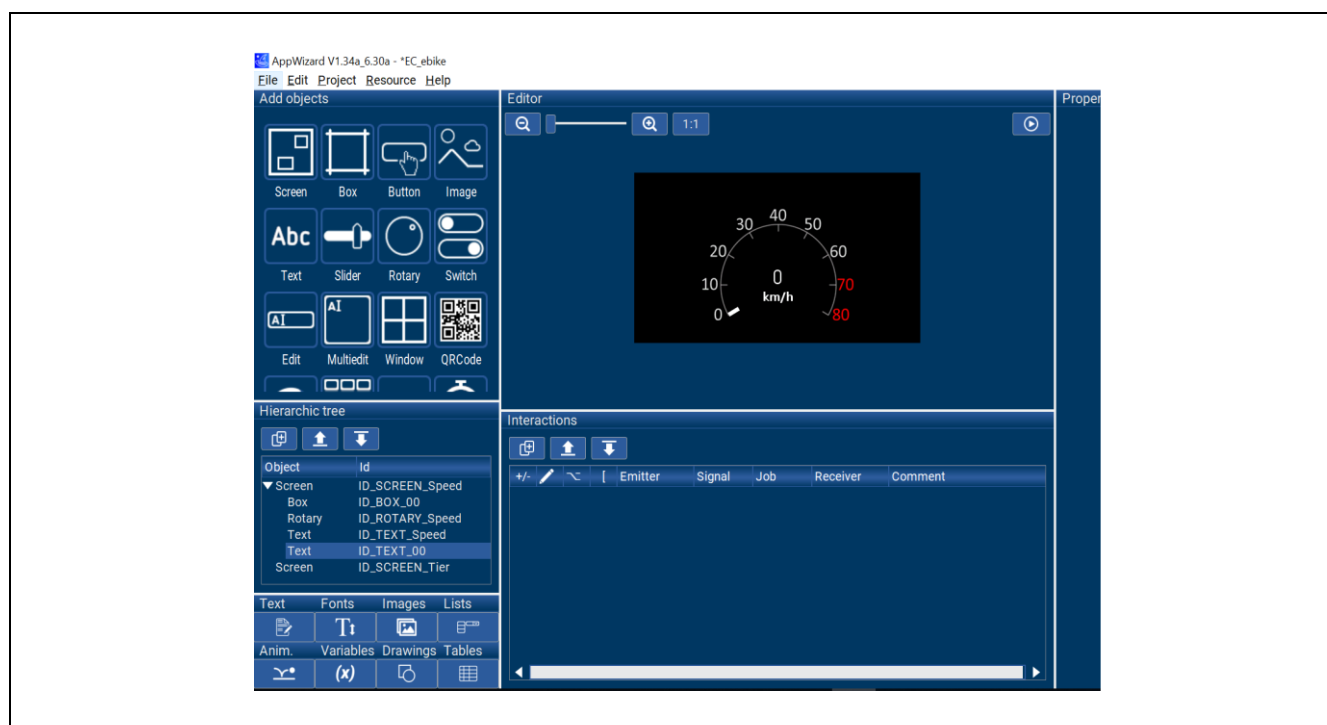 AppWizard V1.34a_6.30a - *EC_ebike
File Edit Project Resource Help
Add objects
Screen Box Button Image
Abc
Text Slider Rotary Switch
AI AI
Edit Multiedit Window QRCode
Hierarchic tree
Object Id
Screen ID_SCREEN_Speed
Box ID_BOX_00
Rotary ID_ROTARY_Speed
Text ID_TEXT_Speed
Text ID_TEXT_00
Screen ID_SCREEN_Tier
Text Fonts Images Lists
Anim. Variables Drawings Tables
(x)
Editor
1:1
40
30 50
20 60
0
10 70
km/h
0 80
Interactions
+/- [ Emitter Signal Job Receiver Comment
Proper